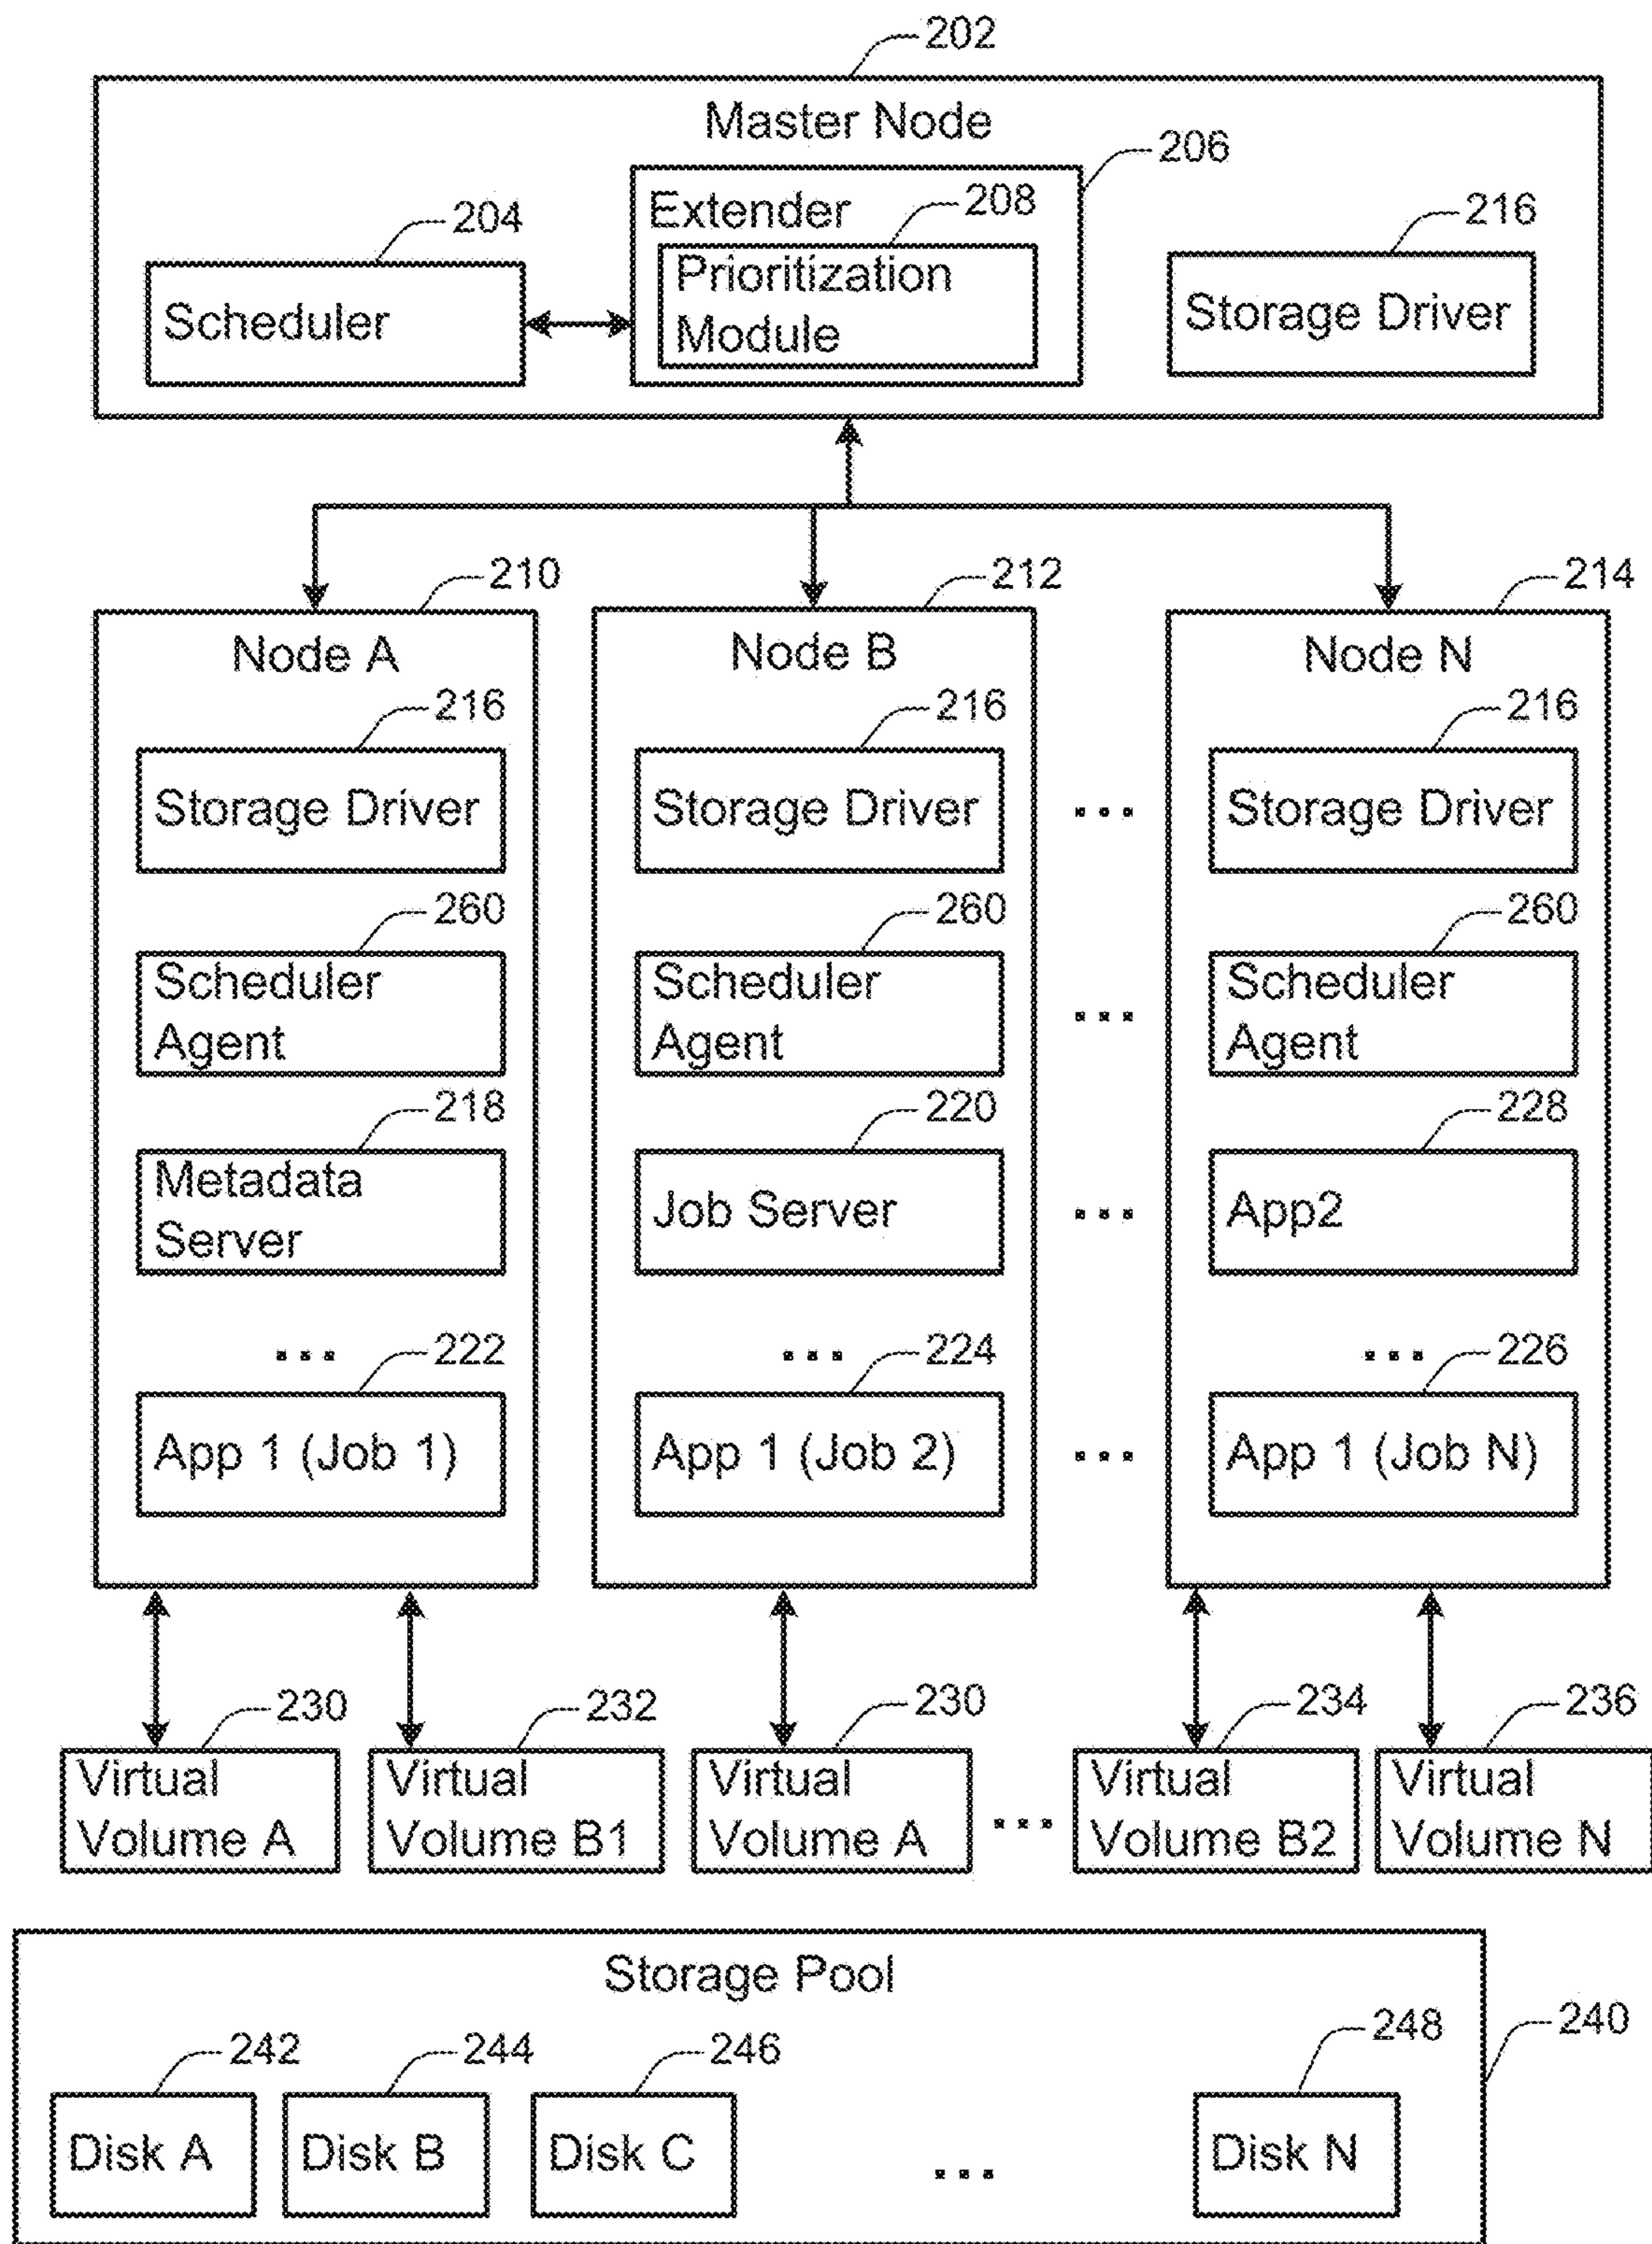 202
Master Node
206
Extender
208
204
216
Prioritization
Module
Scheduler
Storage Driver
210
212
214
Node A
Node B
Node N
216
216
216
Storage Driver
Storage Driver
...
Storage Driver
260
260
260
Scheduler
Agent
Scheduler
Agent
...
Scheduler
Agent
218
220
228
Metadata
Server
Job Server
...
App2
...
222
...
224
...
226
App 1 (Job 1)
App 1 (Job 2)
...
App 1 (Job N)
230
232
230
234
236
Virtual
Volume A
Virtual
Volume B1
Virtual
Volume A
...
Virtual
Volume B2
Virtual
Volume N
Storage Pool
240
242
244
246
248
Disk A
Disk B
Disk C
...
Disk N